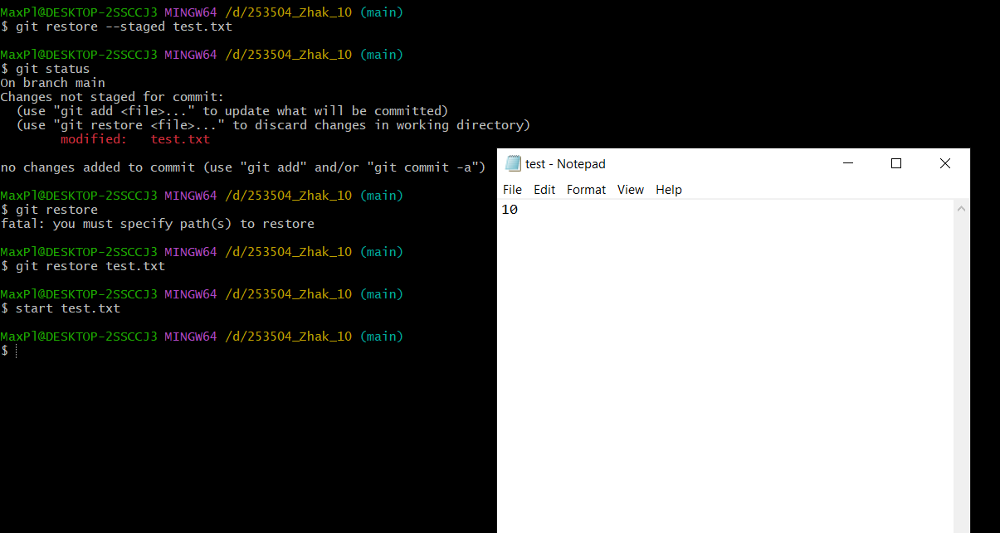 MaxPl@DESKTOP-2SSCCJ3 MINGW64 /d/253504_Zhak_10 (main)
$ git restore --staged test.txt
MaxPl@DESKTOP-2SSCCJ3 MINGW64 /d/253504_Zhak_10 (main)
$ git status
On branch main
Changes not staged for commit:
  (use "git add <file>..." to update what will be committed)
  (use "git restore <file>..." to discard changes in working directory)
        modified:   test.txt
no changes added to commit (use "git add" and/or "git commit -a")
MaxPl@DESKTOP-2SSCCJ3 MINGW64 /d/253504_Zhak_10 (main)
$ git restore
fatal: you must specify path(s) to restore
MaxPl@DESKTOP-2SSCCJ3 MINGW64 /d/253504_Zhak_10 (main)
$ git restore test.txt
MaxPl@DESKTOP-2SSCCJ3 MINGW64 /d/253504_Zhak_10 (main)
$ start test.txt
MaxPl@DESKTOP-2SSCCJ3 MINGW64 /d/253504_Zhak_10 (main)
$
test - Notepad
File Edit Format View Help
10